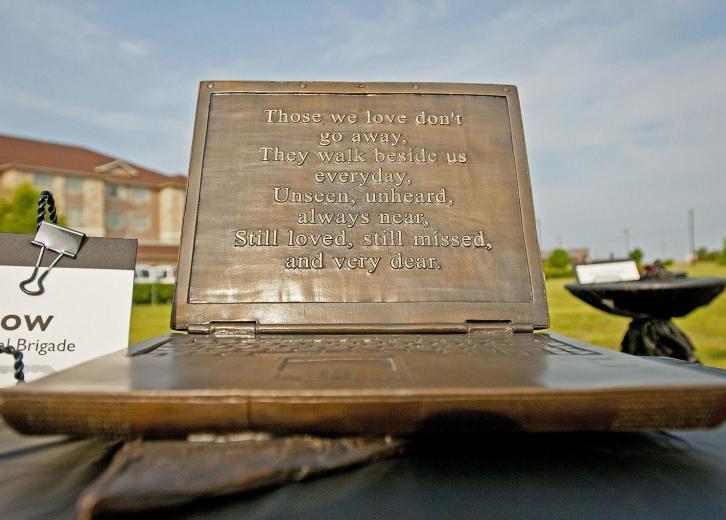 Those we love don't
go away,
They walk beside us
everyday,
Unseen, unheard,
always near,
Still loved, still missed,
and very dear.
ow
al Brigade